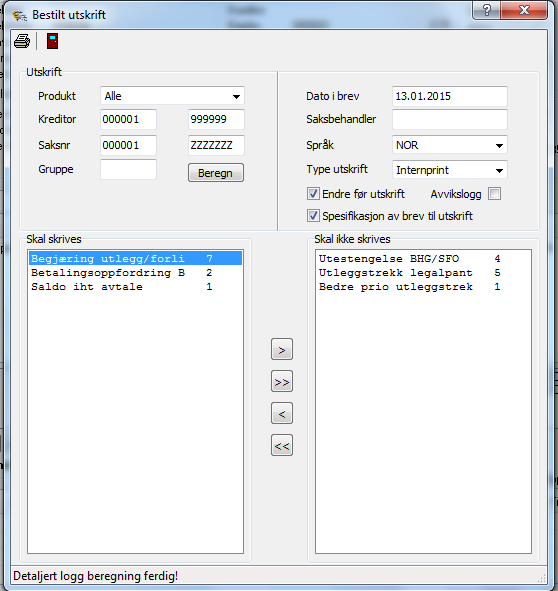 Bestilt utskrift
Utskrift
Produkt Alle
Kreditor 000001 999999
Saksnr 000001 ZZZZZZZ
Gruppe Beregn
Dato i brev 13.01.2015
Saksbehandler
Språk NOR
Type utskrift Internprint
Endre før utskrift Avvikslogg
Spesifikasjon av brev til utskrift
Skal skrives
Begjæring utlegg/forli 7
Betalingsoppfordring B 2
Saldo iht avtale 1
>
>>
<
<<
Skal ikke skrives
Utestengelse BHG/SFO 4
Utleggstrekk legalpant 5
Bedre prio utleggstrek 1
Detaljert logg beregning ferdig!